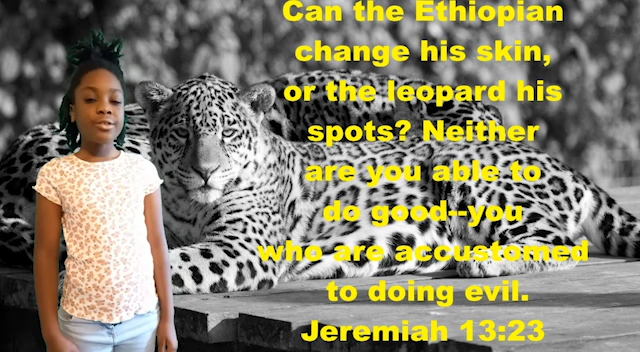 Can the Ethiopian
change his skin,
or the leopard his
spots? Neither
are you able to
do good--you
who are accustomed
to doing evil.
Jeremiah 13:23